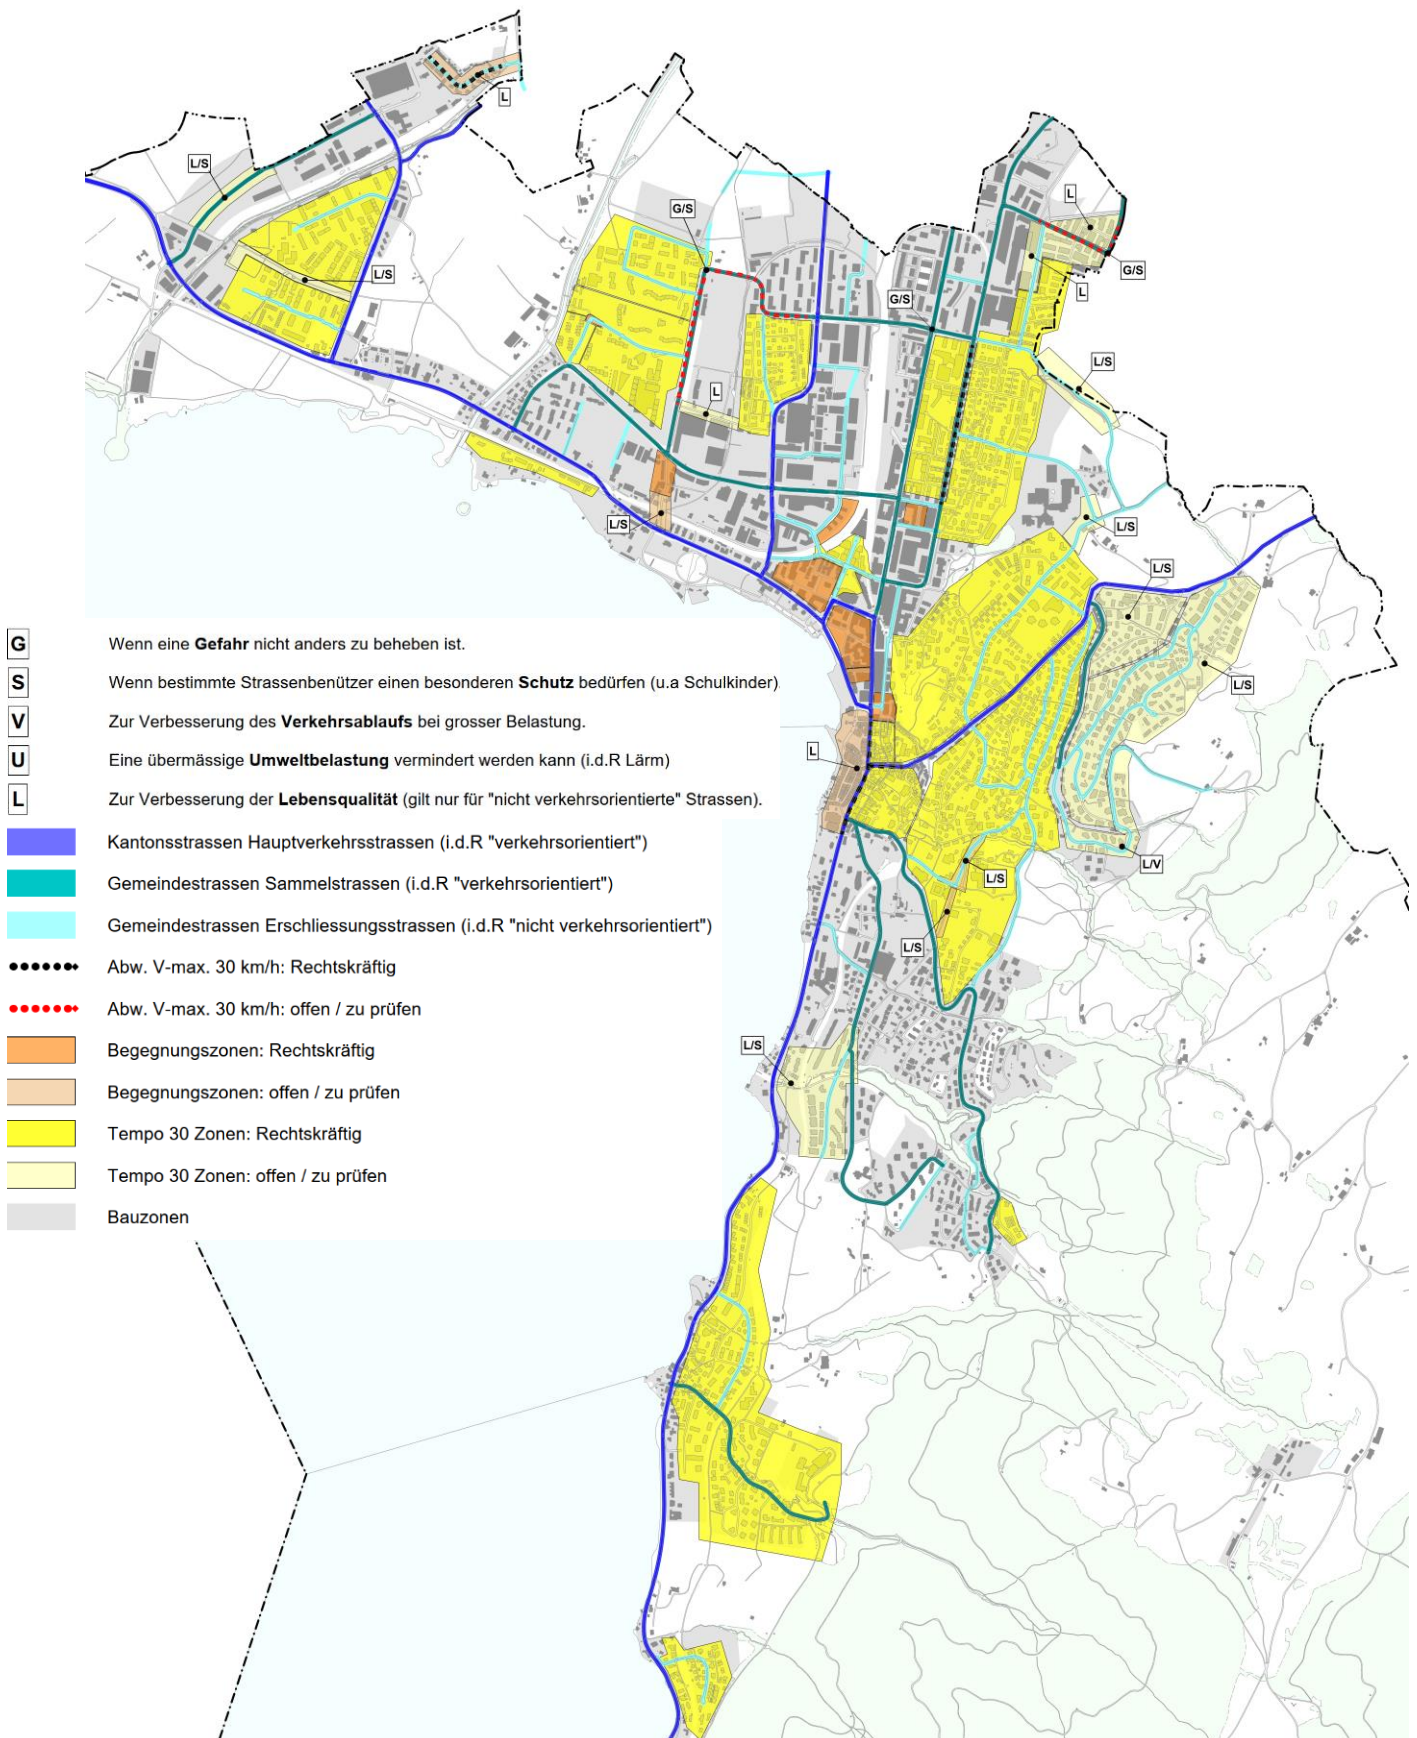 L
L/S
L
G/S
L/S
G/S
L
G/S
L/S
L
L/S
L/S
L/S
L/S
G Wenn eine Gefahr nicht anders zu beheben ist.
S Wenn bestimmte Strassenbenützer einen besonderen Schutz bedürfen (u.a Schulkinder).
L/S
V Zur Verbesserung des Verkehrsablaufs bei grosser Belastung.
L
U Eine übermässige Umweltbelastung vermindert werden kann (i.d.R Lärm)
L Zur Verbesserung der Lebensqualität (gilt nur für "nicht verkehrsorientierte" Strassen).
Kantonsstrassen Hauptverkehrsstrassen (i.d.R "verkehrsorientiert")
L/V
L/S
Gemeindestrassen Sammelstrassen (i.d.R "verkehrsorientiert")
Gemeindestrassen Erschliessungsstrassen (i.d.R "nicht verkehrsorientiert")
L/S
Abw. V-max. 30 km/h: Rechtskräftig
Abw. V-max. 30 km/h: offen / zu prüfen
L/S
Begegnungszonen: Rechtskräftig
Begegnungszonen: offen / zu prüfen
Tempo 30 Zonen: Rechtskräftig
Tempo 30 Zonen: offen / zu prüfen
Bauzonen